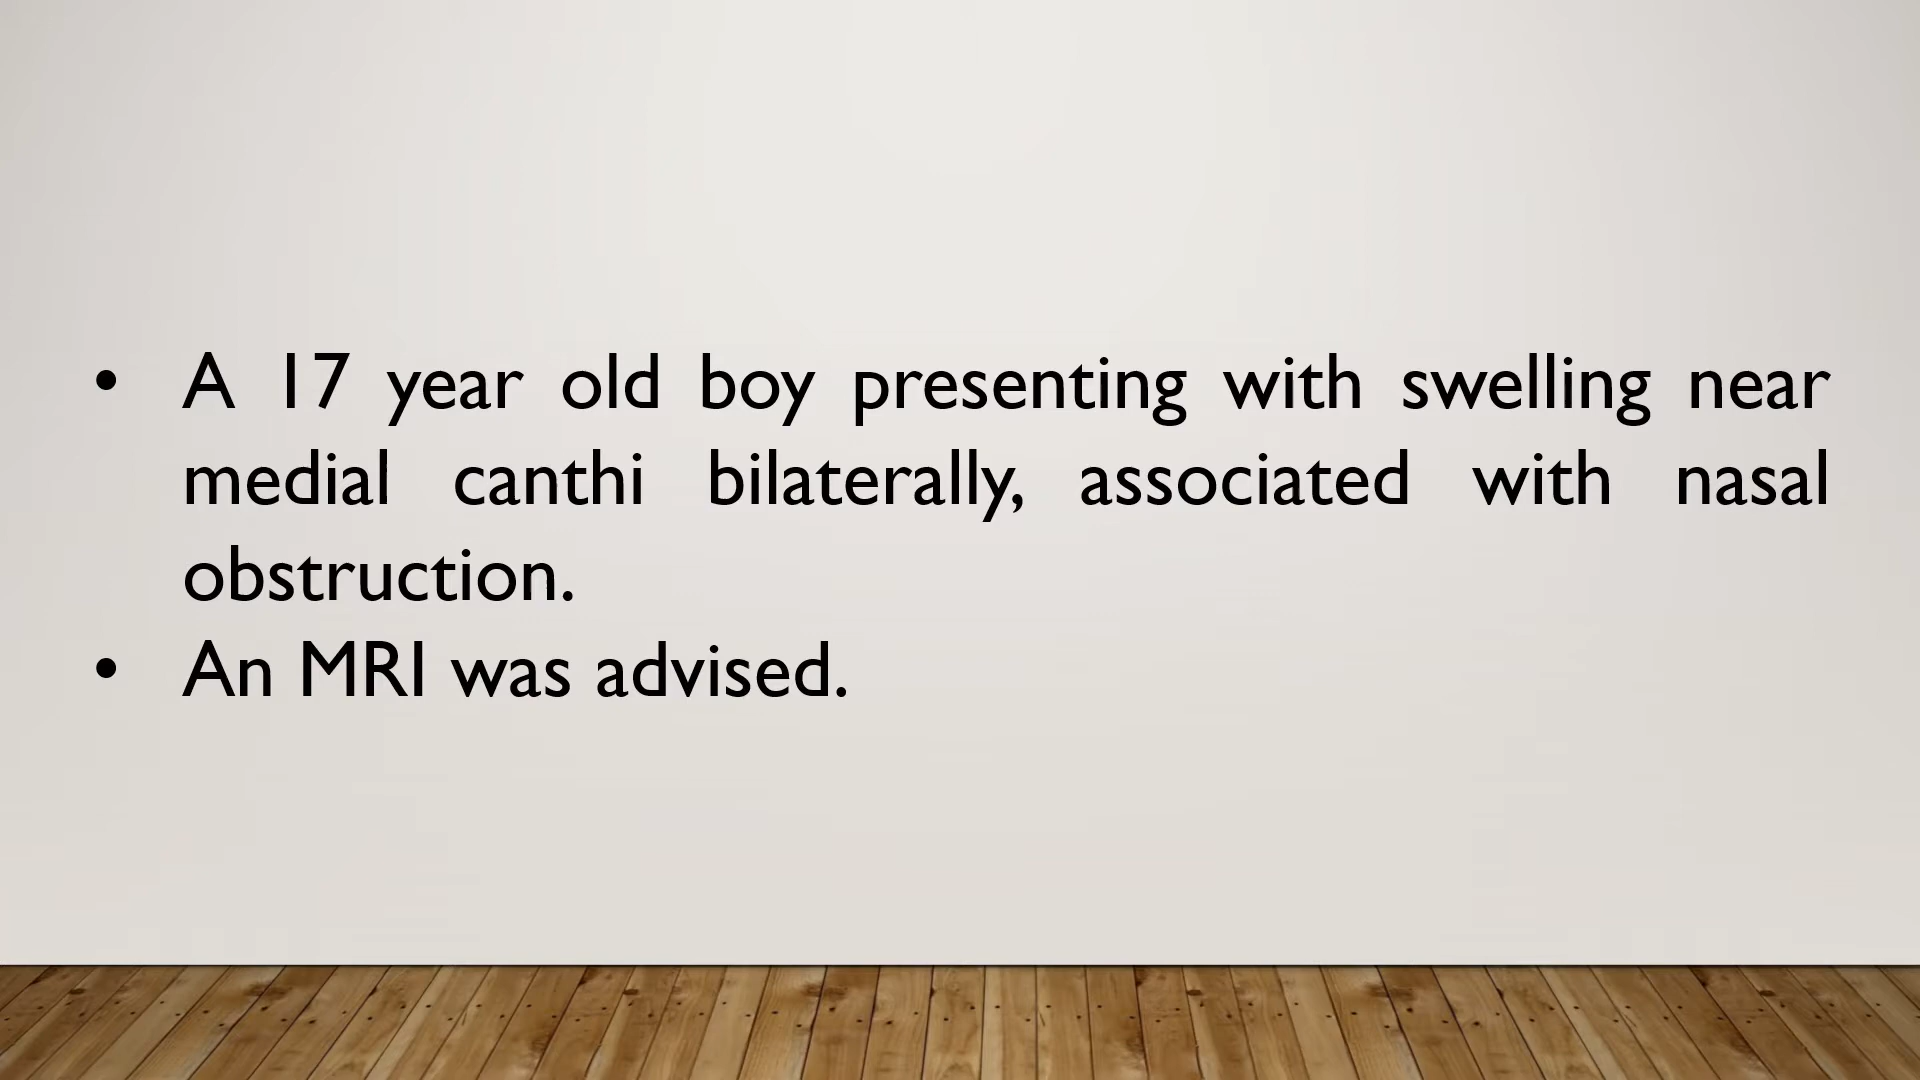 • A 17 year old boy presenting with swelling near
medial canthi bilaterally, associated with nasal
obstruction.
• An MRI was advised.